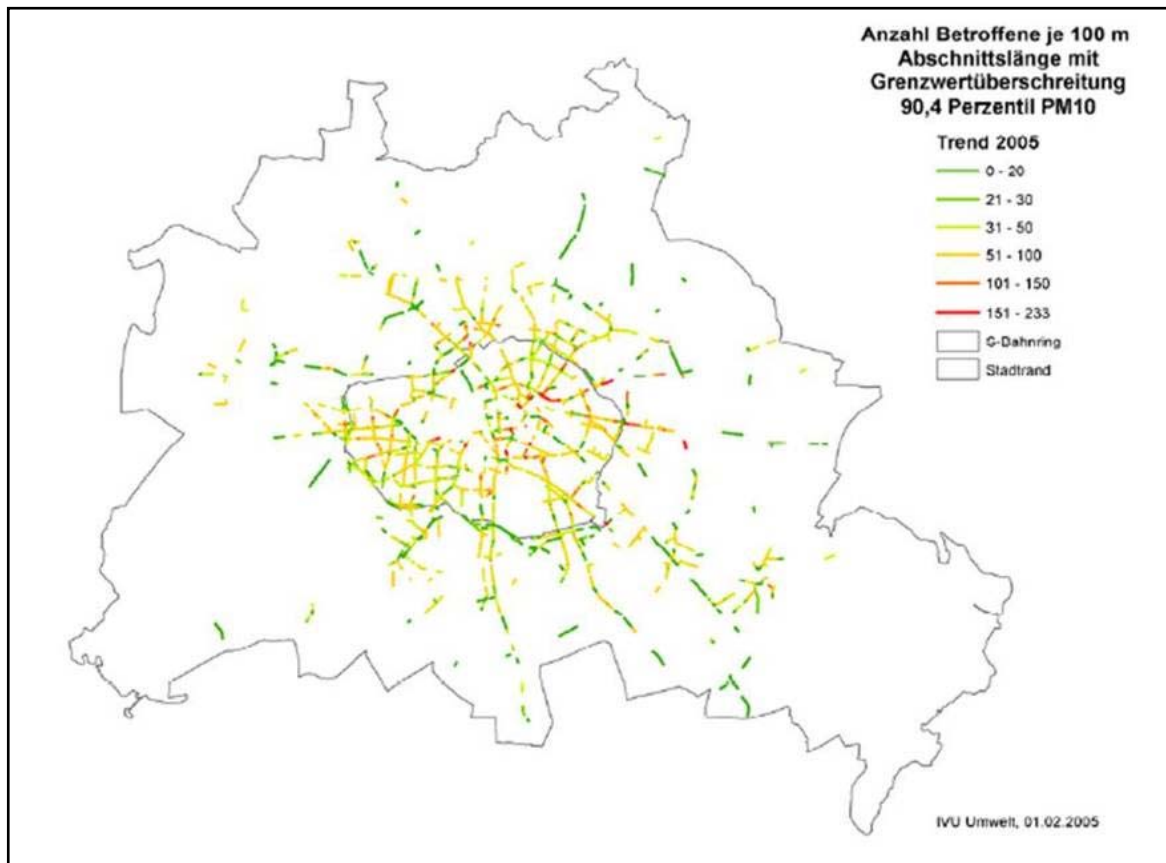 Anzahl Betroffene je 100 m
Abschnittslänge mit
Grenzwertüberschreitung
90,4 Perzentil PM10
Trend 2005
0 - 20
21 - 30
31 - 50
51 - 100
101 - 150
151 - 233
S-Bahnring
Stadtrand
IVU Umwelt, 01.02.2005